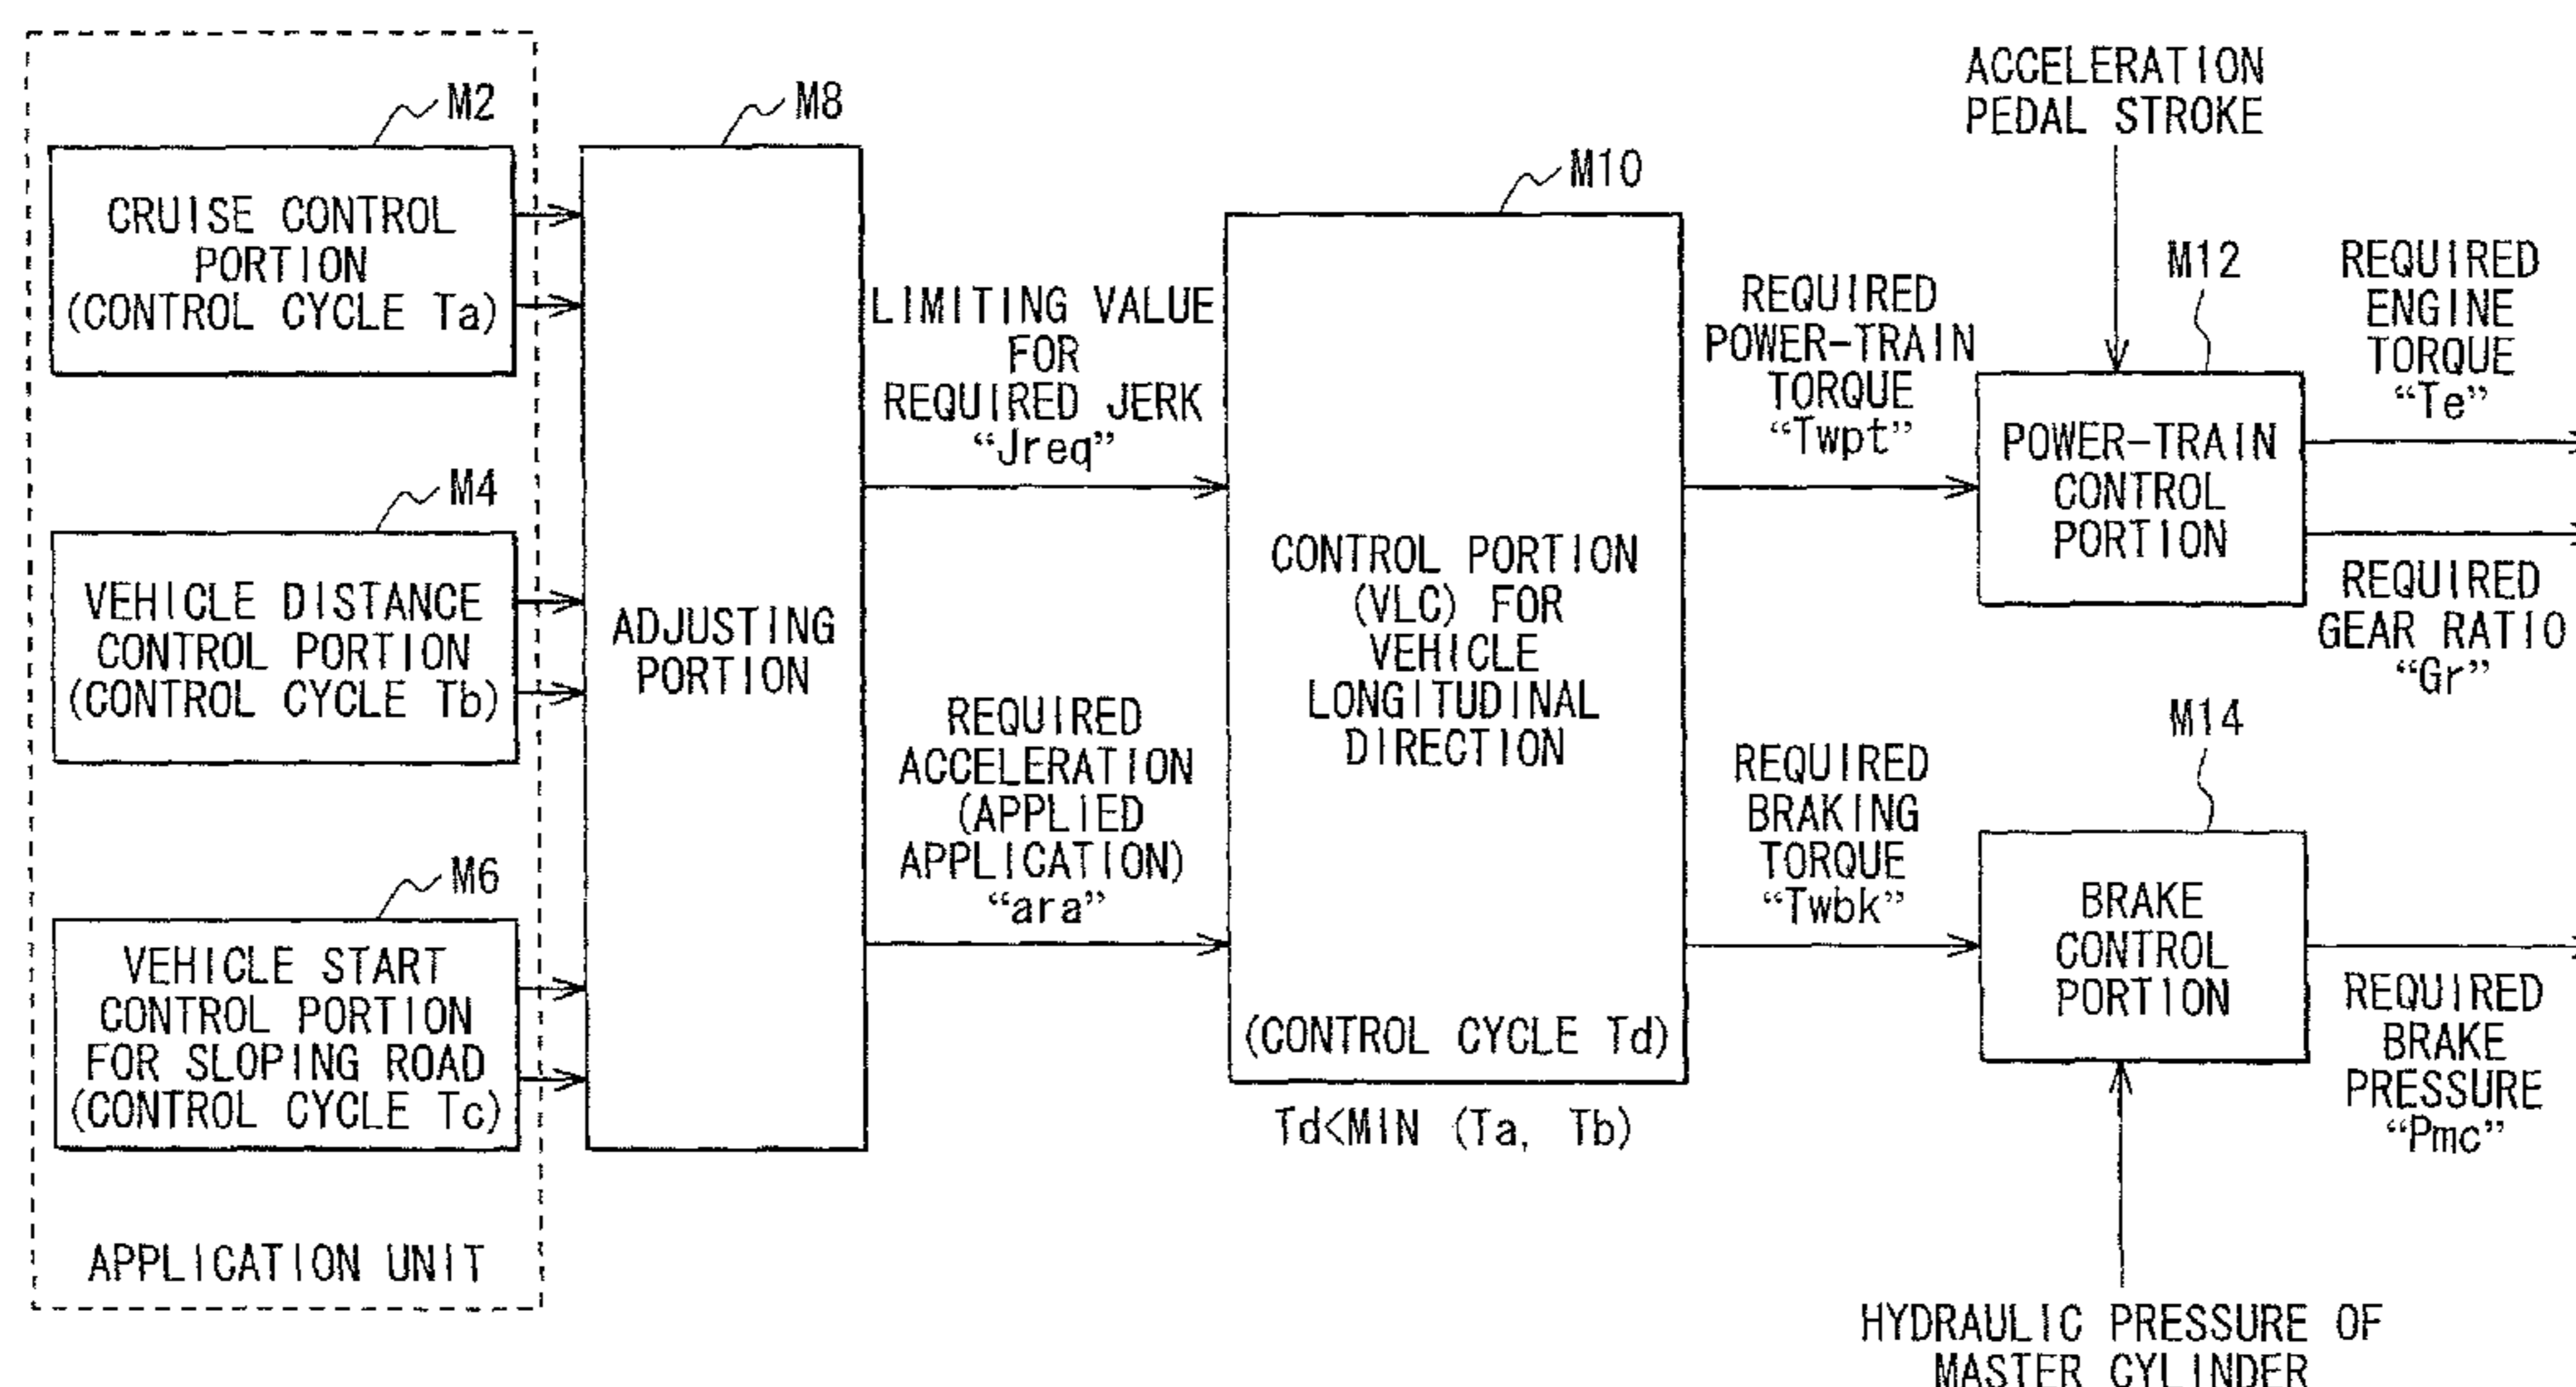 M2
CRUISE CONTROL
PORTION
(CONTROL CYCLE Ta)
M4
VEHICLE DISTANCE
CONTROL PORTION
(CONTROL CYCLE Tb)
M6
VEHICLE START
CONTROL PORTION
FOR SLOPING ROAD
(CONTROL CYCLE Tc)
APPLICATION UNIT
M8
ADJUSTING
PORTION
LIMITING VALUE
FOR
REQUIRED JERK
“Jreq”
REQUIRED
ACCELERATION
(APPLIED
APPLICATION)
“ara”
M10
CONTROL PORTION
(VLC) FOR
VEHICLE
LONGITUDINAL
DIRECTION
(CONTROL CYCLE Td)
Td<MIN (Ta, Tb)
REQUIRED
POWER-TRAIN
TORQUE
“Twpt”
REQUIRED
BRAKING
TORQUE
“Twbk”
ACCELERATION
PEDAL STROKE
M12
POWER-TRAIN
CONTROL
PORTION
REQUIRED
ENGINE
TORQUE
“Te”
REQUIRED
GEAR RATIO
“Gr”
M14
BRAKE
CONTROL
PORTION
REQUIRED
BRAKE
PRESSURE
“Pmc”
HYDRAULIC PRESSURE OF
MASTER CYLINDER